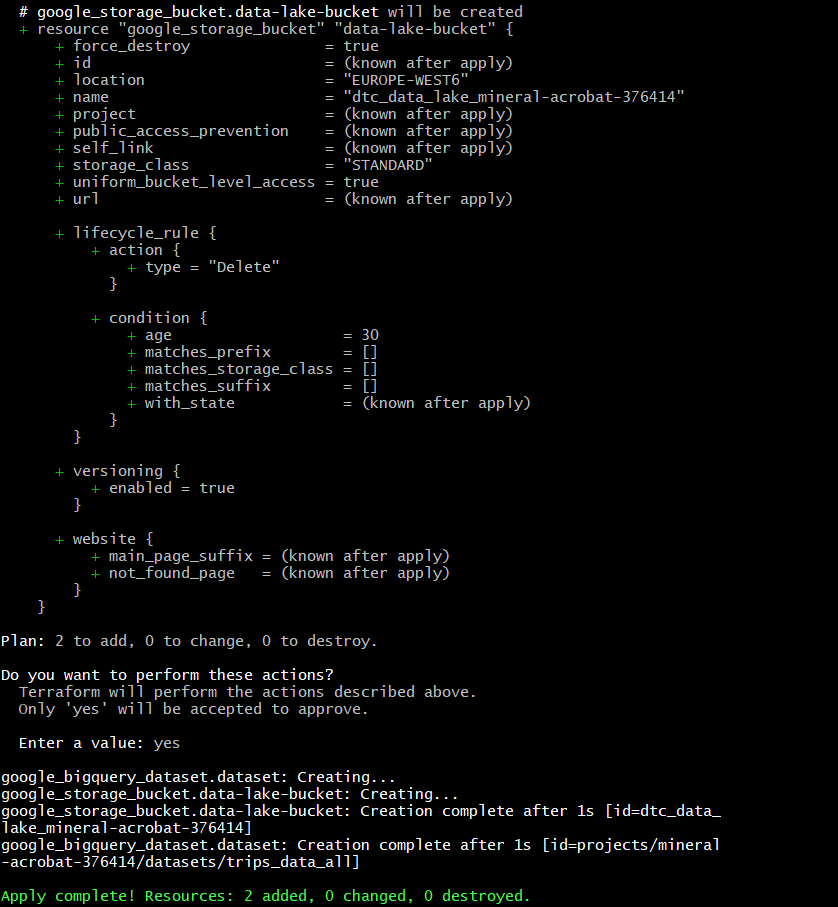 # google_storage_bucket.data-lake-bucket will be created
+ resource "google_storage_bucket" "data-lake-bucket" {
+ force_destroy = true
+ id = (known after apply)
+ location = "EUROPE-WEST6"
+ name = "dtc_data_lake_mineral-acrobat-376414"
+ project = (known after apply)
+ public_access_prevention = (known after apply)
+ self_link = (known after apply)
+ storage_class = "STANDARD"
+ uniform_bucket_level_access = true
+ url = (known after apply)
+ lifecycle_rule {
+ action {
+ type = "Delete"
}
+ condition {
+ age = 30
+ matches_prefix = []
+ matches_storage_class = []
+ matches_suffix = []
+ with_state = (known after apply)
}
}
+ versioning {
+ enabled = true
}
+ website {
+ main_page_suffix = (known after apply)
+ not_found_page = (known after apply)
}
}
Plan: 2 to add, 0 to change, 0 to destroy.
Do you want to perform these actions?
Terraform will perform the actions described above.
Only 'yes' will be accepted to approve.
Enter a value: yes
google_bigquery_dataset.dataset: Creating...
google_storage_bucket.data-lake-bucket: Creating...
google_storage_bucket.data-lake-bucket: Creation complete after 1s [id=dtc_data_
lake_mineral-acrobat-376414]
google_bigquery_dataset.dataset: Creation complete after 1s [id=projects/mineral
-acrobat-376414/datasets/trips_data_all]
Apply complete! Resources: 2 added, 0 changed, 0 destroyed.